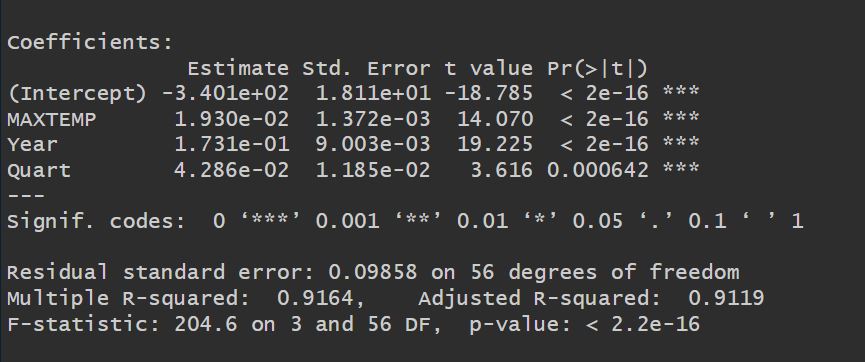 Coefficients:
Estimate Std. Error t value Pr(>|t|)
(Intercept) -3.401e+02 1.811e+01 -18.785 < 2e-16 ***
MAXTEMP 1.930e-02 1.372e-03 14.070 < 2e-16 ***
Year 1.731e-01 9.003e-03 19.225 < 2e-16 ***
Quart 4.286e-02 1.185e-02 3.616 0.000642 ***
---
Signif. codes: 0 ‘***’ 0.001 ‘**’ 0.01 ‘*’ 0.05 ‘.’ 0.1 ‘ ’ 1
Residual standard error: 0.09858 on 56 degrees of freedom
Multiple R-squared: 0.9164, Adjusted R-squared: 0.9119
F-statistic: 204.6 on 3 and 56 DF, p-value: < 2.2e-16